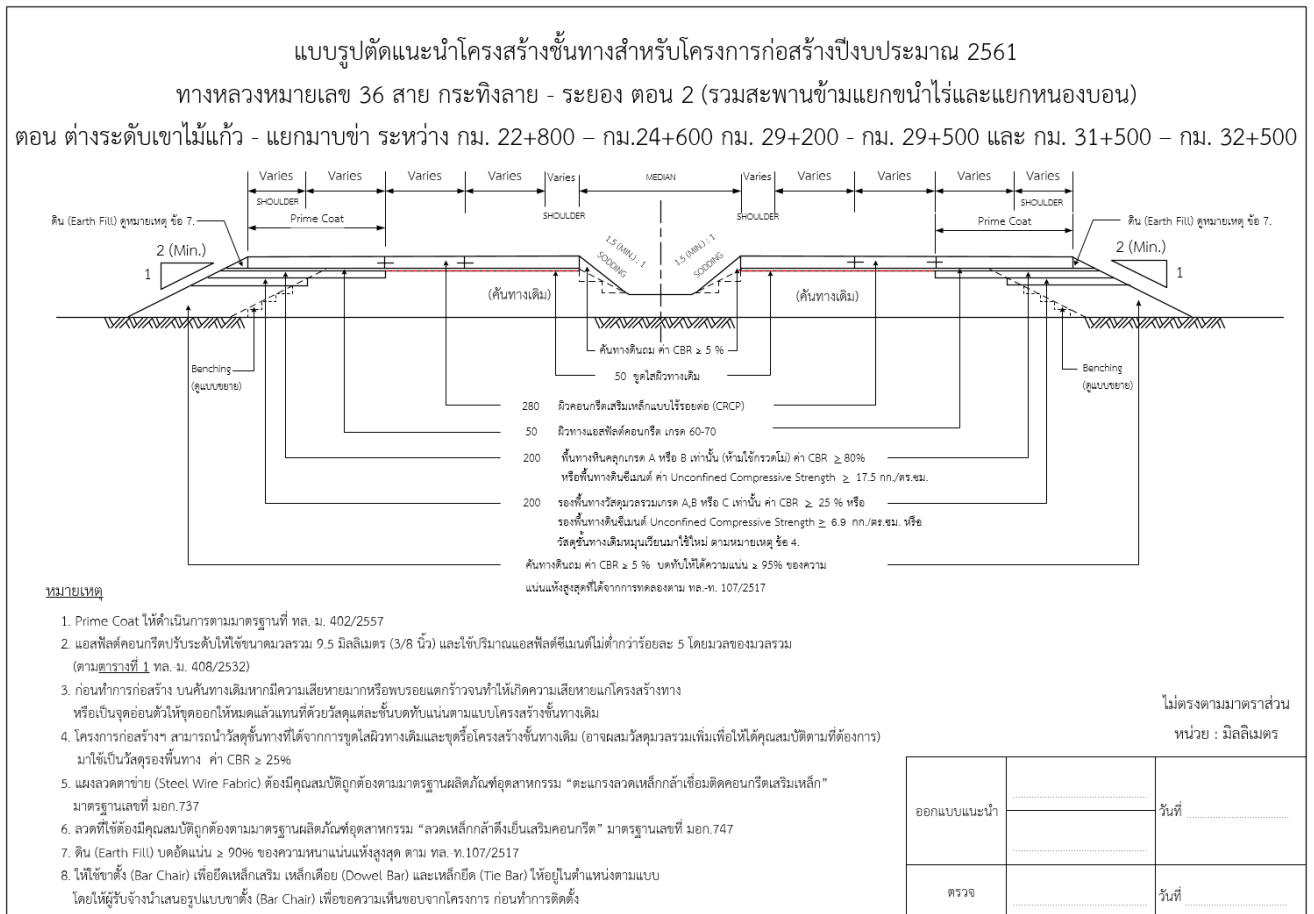 แบบรูปตัดแนะนำโครงสร้างชั้นทางสำหรับโครงการก่อสร้างปีงบประมาณ 2561
ทางหลวงหมายเลข 36 สาย กระทิงลาย - ระยอง ตอน 2 (รวมสะพานข้ามแยกขนำไร่และแยกหนองบอน)
ตอน ต่างระดับเขาไม้แก้ว - แยกมาบข่า ระหว่าง กม. 22+800 – กม.24+600 กม. 29+200 - กม. 29+500 และ กม. 31+500 – กม. 32+500
Varies Varies Varies Varies Varies MEDIAN Varies Varies Varies Varies Varies
SHOULDER SHOULDER SHOULDER SHOULDER
Prime Coat Prime Coat
ดิน (Earth Fill) ดูหมายเหตุ ข้อ 7. ดิน (Earth Fill) ดูหมายเหตุ ข้อ 7.
2 (Min.) 1 1.5 (MIN.) : 1 SODDING 1.5 (MIN.) : 1 SODDING 2 (Min.) 1
(คันทางเดิม) (คันทางเดิม)
คันทางดินถม ค่า CBR ≥ 5 %
Benching 50 ขูดไสผิวทางเดิม Benching
(ดูแบบขยาย) (ดูแบบขยาย)
280 ผิวคอนกรีตเสริมเหล็กแบบไร้รอยต่อ (CRCP)
50 ผิวทางแอสฟัลต์คอนกรีต เกรด 60-70
200 พื้นทางหินคลุกเกรด A หรือ B เท่านั้น (ห้ามใช้กรวดโม่) ค่า CBR ≥ 80%
หรือพื้นทางดินซีเมนต์ ค่า Unconfined Compressive Strength ≥ 17.5 กก./ตร.ซม.
200 รองพื้นทางวัสดุมวลรวมเกรด A,B หรือ C เท่านั้น ค่า CBR ≥ 25 % หรือ
รองพื้นทางดินซีเมนต์ Unconfined Compressive Strength ≥ 6.9 กก./ตร.ซม. หรือ
วัสดุชั้นทางเดิมหมุนเวียนมาใช้ใหม่ ตามหมายเหตุ ข้อ 4.
คันทางดินถม ค่า CBR ≥ 5 % บดทับให้ได้ความแน่น ≥ 95% ของความ
แน่นแห้งสูงสุดที่ได้จากการทดลองตาม ทล.-ท. 107/2517
หมายเหตุ
1. Prime Coat ให้ดำเนินการตามมาตรฐานที่ ทล.-ม. 402/2557
2. แอสฟัลต์คอนกรีตปรับระดับให้ใช้ขนาดมวลรวม 9.5 มิลลิเมตร (3/8 นิ้ว) และใช้ปริมาณแอสฟัลต์ซีเมนต์ไม่ต่ำกว่าร้อยละ 5 โดยมวลของมวลรวม
(ตามตารางที่ 1 ทล.-ม. 408/2532)
3. ก่อนทำการก่อสร้าง บนคันทางเดิมหากมีความเสียหายมากหรือพบรอยแตกร้าวจนทำให้เกิดความเสียหายแก่โครงสร้างทาง
หรือเป็นจุดอ่อนตัวให้ขุดออกให้หมดแล้วแทนที่ด้วยวัสดุแต่ละชั้นบดทับแน่นตามแบบโครงสร้างชั้นทางเดิม
4. โครงการก่อสร้างฯ สามารถนำวัสดุชั้นทางที่ได้จากการขูดไสผิวทางเดิมและขุดรื้อโครงสร้างชั้นทางเดิม (อาจผสมวัสดุมวลรวมเพิ่มเพื่อให้ได้คุณสมบัติตามที่ต้องการ)
มาใช้เป็นวัสดุรองพื้นทาง ค่า CBR ≥ 25%
5. แผงลวดตาข่าย (Steel Wire Fabric) ต้องมีคุณสมบัติถูกต้องตามมาตรฐานผลิตภัณฑ์อุตสาหกรรม “ตะแกรงลวดเหล็กกล้าเชื่อมติดคอนกรีตเสริมเหล็ก”
มาตรฐานเลขที่ มอก.737
6. ลวดที่ใช้ต้องมีคุณสมบัติถูกต้องตามมาตรฐานผลิตภัณฑ์อุตสาหกรรม “ลวดเหล็กกล้าดึงเย็นเสริมคอนกรีต” มาตรฐานเลขที่ มอก.747
7. ดิน (Earth Fill) บดอัดแน่น ≥ 90% ของความหนาแน่นแห้งสูงสุด ตาม ทล.-ท.107/2517
8. ให้ใช้ขาตั้ง (Bar Chair) เพื่อยึดเหล็กเสริม เหล็กเดือย (Dowel Bar) และเหล็กยึด (Tie Bar) ให้อยู่ในตำแหน่งตามแบบ
โดยให้ผู้รับจ้างนำเสนอรูปแบบขาตั้ง (Bar Chair) เพื่อขอความเห็นชอบจากโครงการ ก่อนทำการติดตั้ง
ไม่ตรงตามมาตราส่วน
หน่วย : มิลลิเมตร
ออกแบบแนะนำ วันที่
ตรวจ วันที่